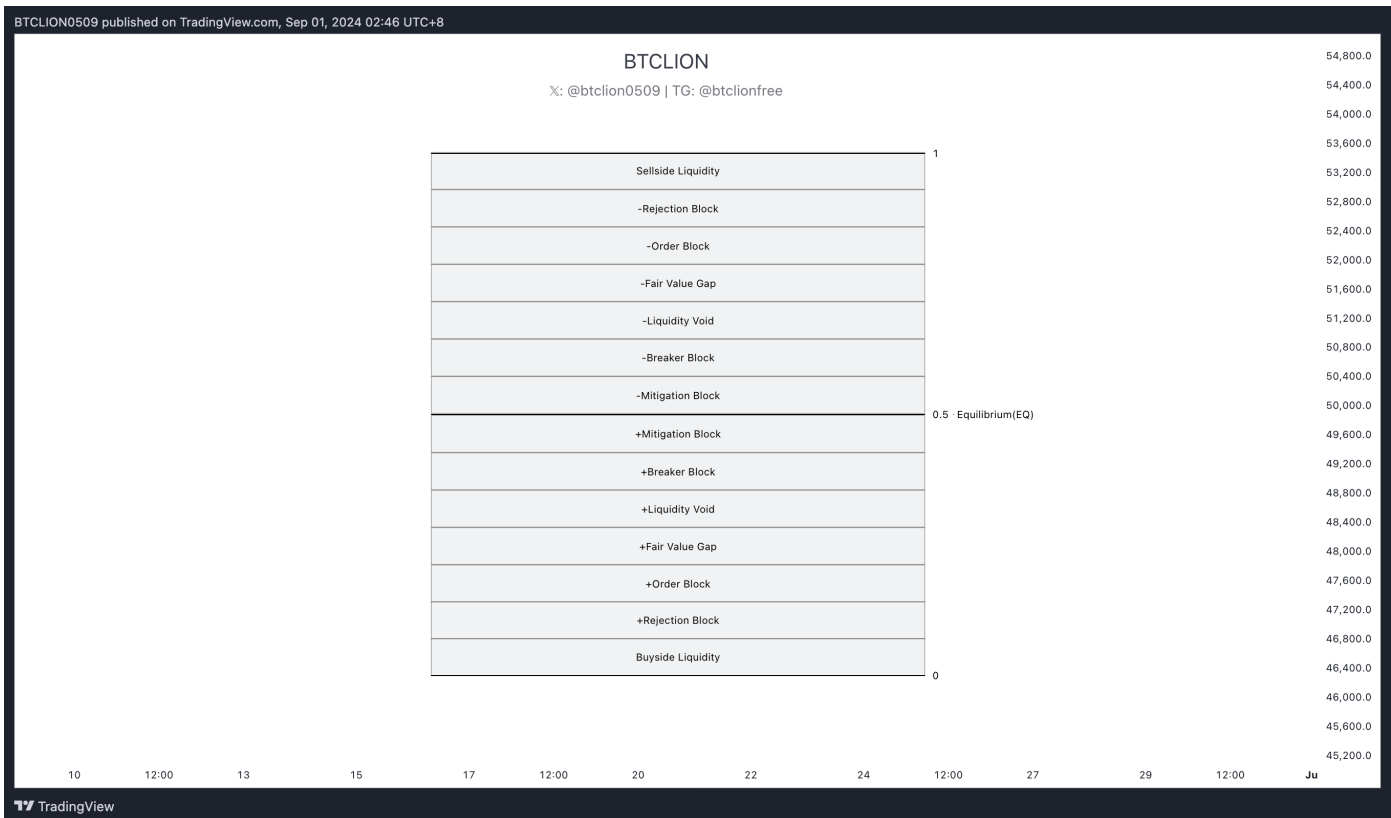 BTCLION0509 published on TradingView.com, Sep 01, 2024 02:46 UTC+8
BTCLION
𝕏: @btclion0509 | TG: @btclionfree
54,800.0
54,400.0
54,000.0
53,600.0
53,200.0
52,800.0
52,400.0
52,000.0
51,600.0
51,200.0
50,800.0
50,400.0
50,000.0
49,600.0
49,200.0
48,800.0
48,400.0
48,000.0
47,600.0
47,200.0
46,800.0
46,400.0
46,000.0
45,600.0
45,200.0
1
Sellside Liquidity
-Rejection Block
-Order Block
-Fair Value Gap
-Liquidity Void
-Breaker Block
-Mitigation Block
0.5 · Equilibrium(EQ)
+Mitigation Block
+Breaker Block
+Liquidity Void
+Fair Value Gap
+Order Block
+Rejection Block
Buyside Liquidity
0
10 12:00 13 15 17 12:00 20 22 24 12:00 27 29 12:00 Ju
TradingView